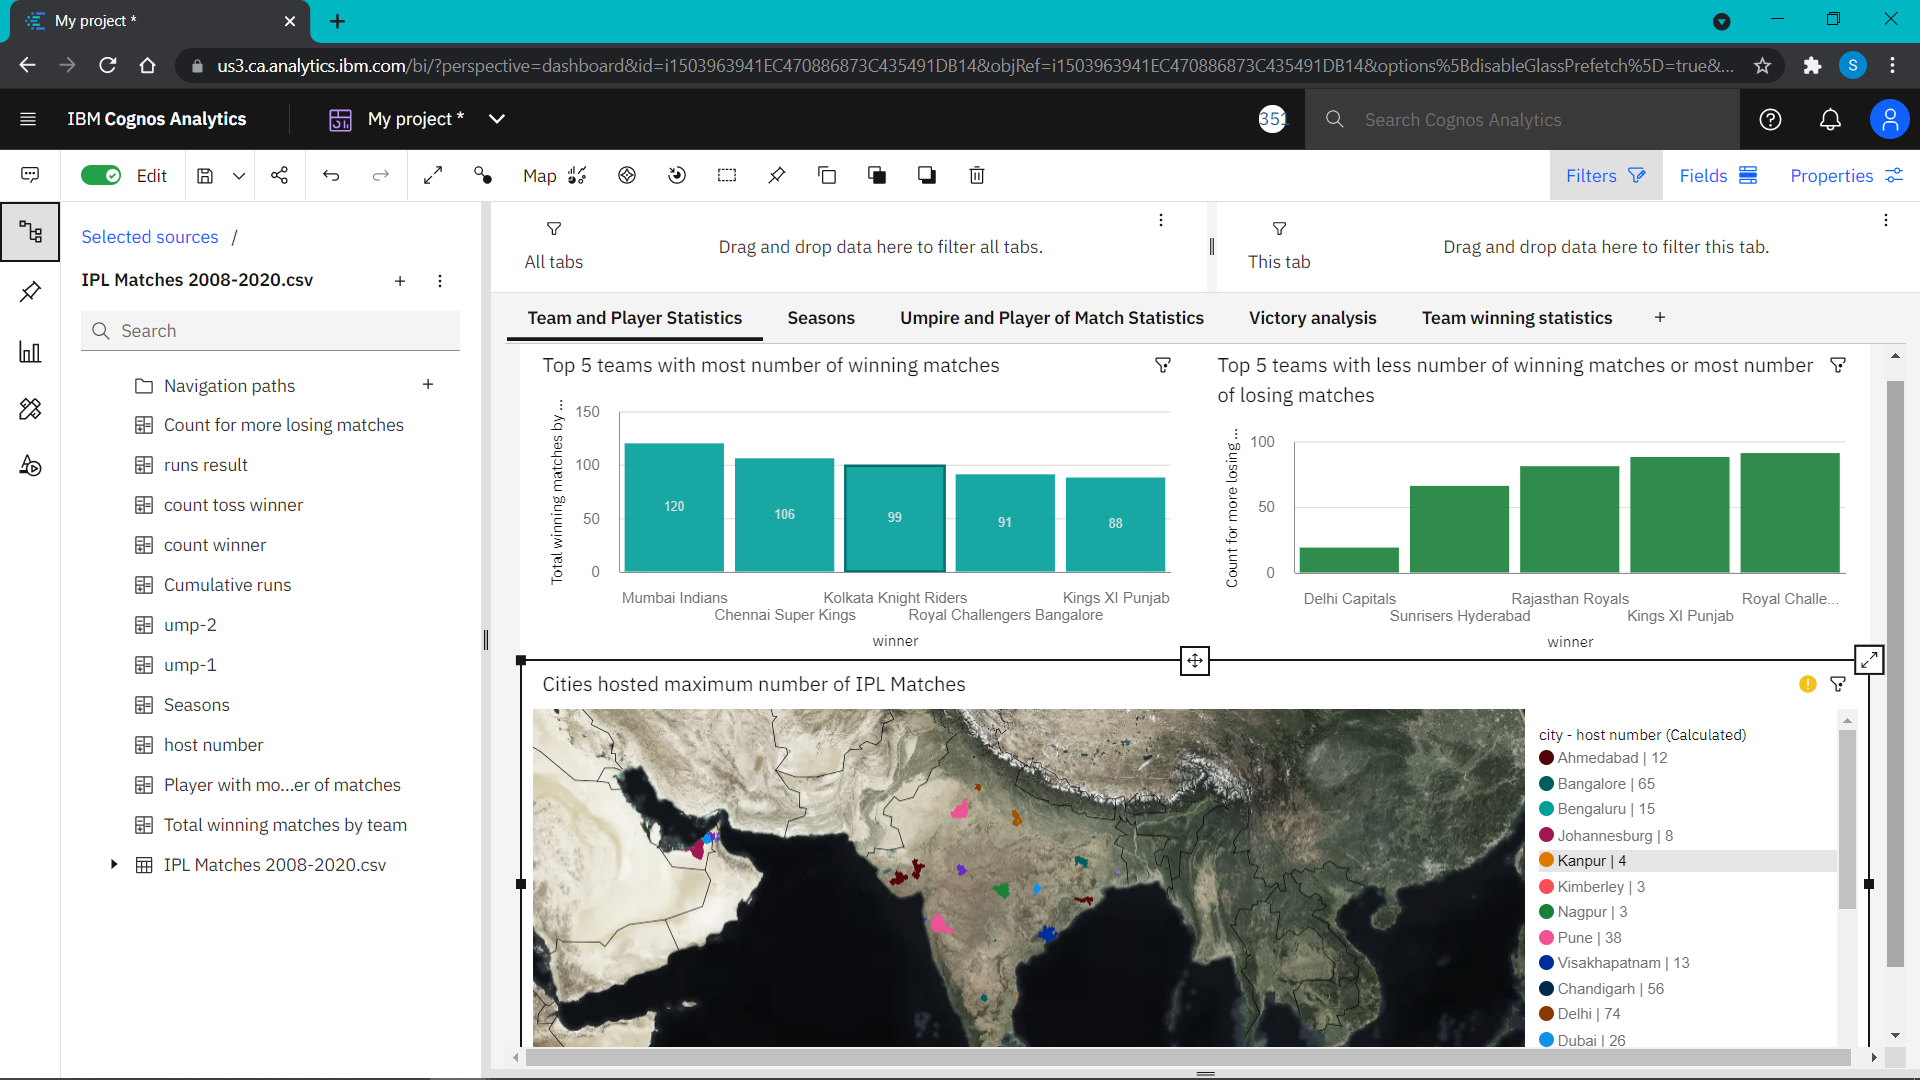 My project *
us3.ca.analytics.ibm.com/bi/?perspective=dashboard&id=i1503963941EC470886873C435491DB14&objRef=i1503963941EC470886873C435491DB14&options%5BdisableGlassPrefetch%5D=true&...
S
IBM Cognos Analytics
My project *
351
Search Cognos Analytics
Edit
Map
Filters
Fields
Properties
Selected sources /
IPL Matches 2008-2020.csv
Search
Navigation paths
Count for more losing matches
runs result
count toss winner
count winner
Cumulative runs
ump-2
ump-1
Seasons
host number
Player with mo...er of matches
Total winning matches by team
IPL Matches 2008-2020.csv
All tabs
Drag and drop data here to filter all tabs.
This tab
Drag and drop data here to filter this tab.
Team and Player Statistics
Seasons
Umpire and Player of Match Statistics
Victory analysis
Team winning statistics
Top 5 teams with most number of winning matches
Total winning matches by ...
150
100
50
0
120
106
99
91
88
Mumbai Indians
Chennai Super Kings
Kolkata Knight Riders
Royal Challengers Bangalore
Kings XI Punjab
winner
Top 5 teams with less number of winning matches or most number
of losing matches
Count for more losing ...
100
50
0
Delhi Capitals
Sunrisers Hyderabad
Rajasthan Royals
Kings XI Punjab
Royal Challe...
winner
Cities hosted maximum number of IPL Matches
city - host number (Calculated)
Ahmedabad | 12
Bangalore | 65
Bengaluru | 15
Johannesburg | 8
Kanpur | 4
Kimberley | 3
Nagpur | 3
Pune | 38
Visakhapatnam | 13
Chandigarh | 56
Delhi | 74
Dubai | 26